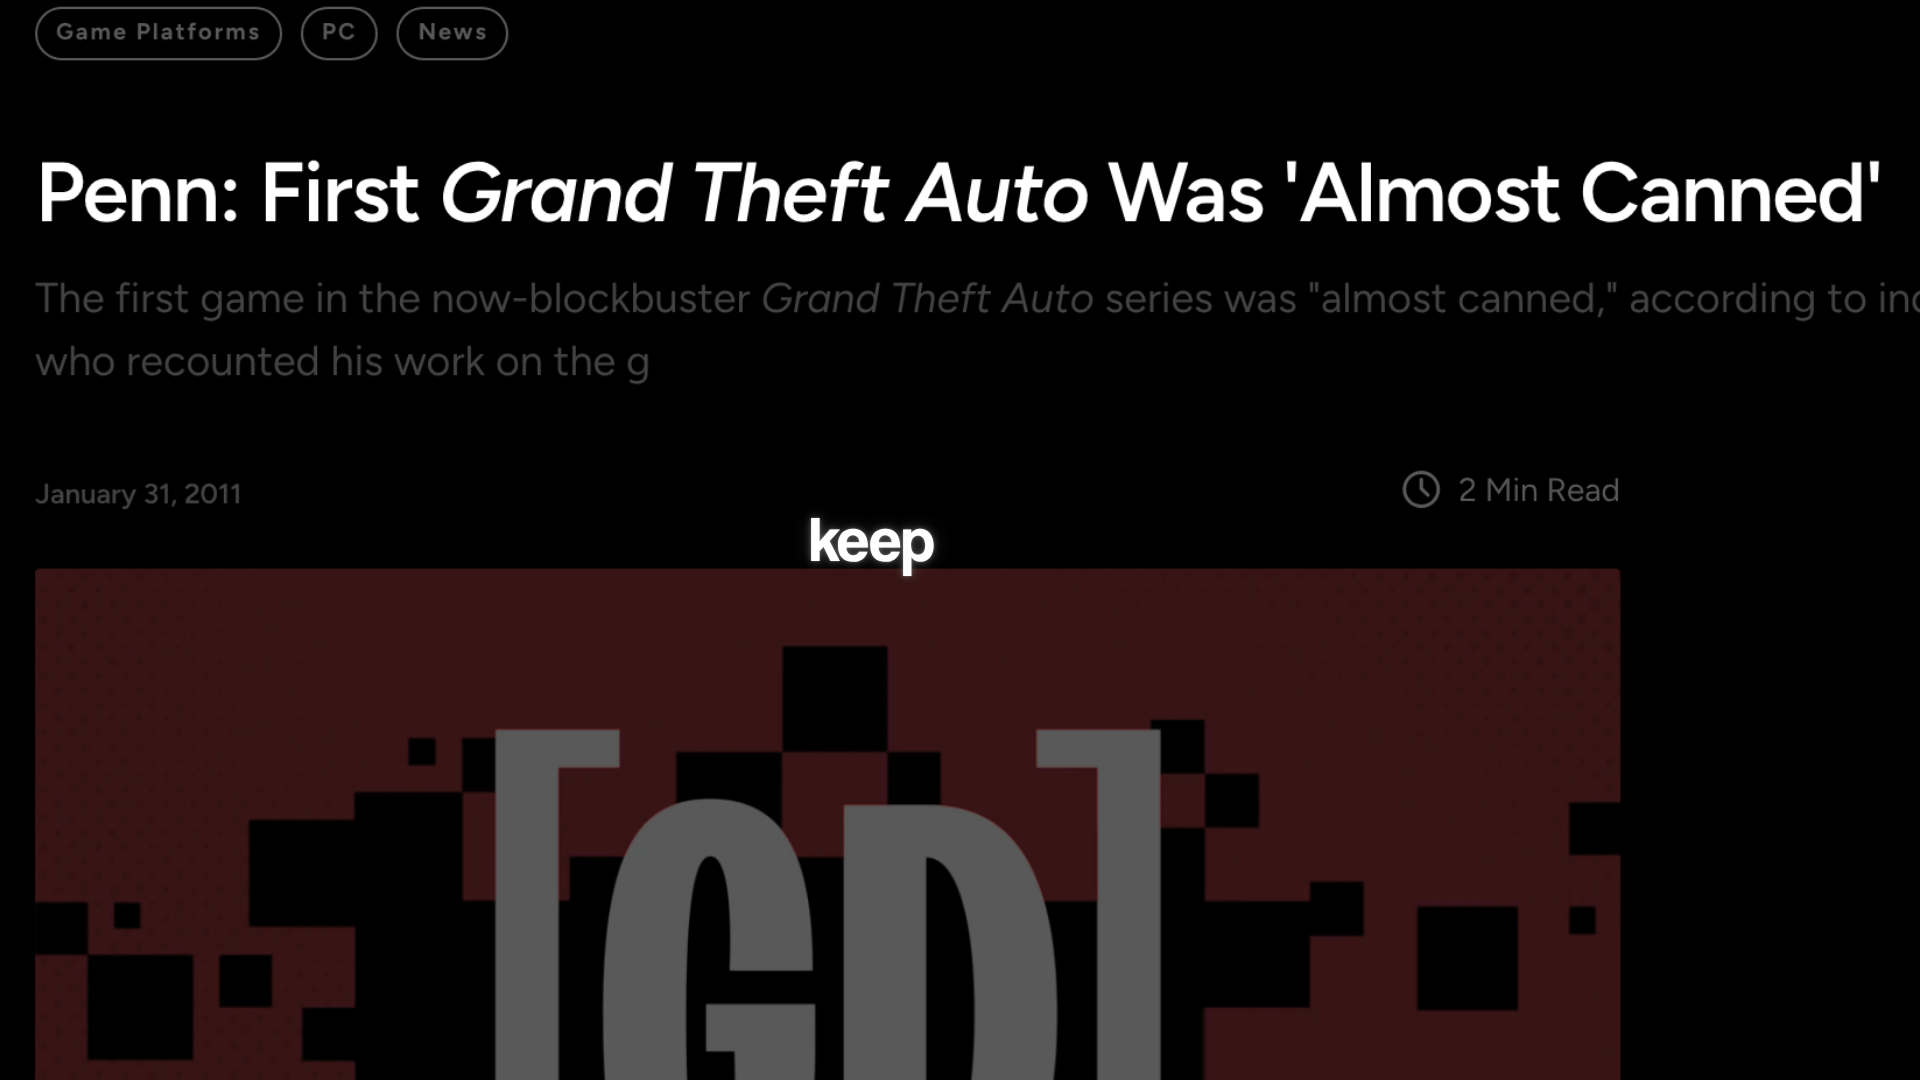 Game Platforms PC News
Penn: First Grand Theft Auto Was 'Almost Canned'
The first game in the now-blockbuster Grand Theft Auto series was "almost canned," according to
who recounted his work on the g
January 31, 2011
2 Min Read
keep
[GD]